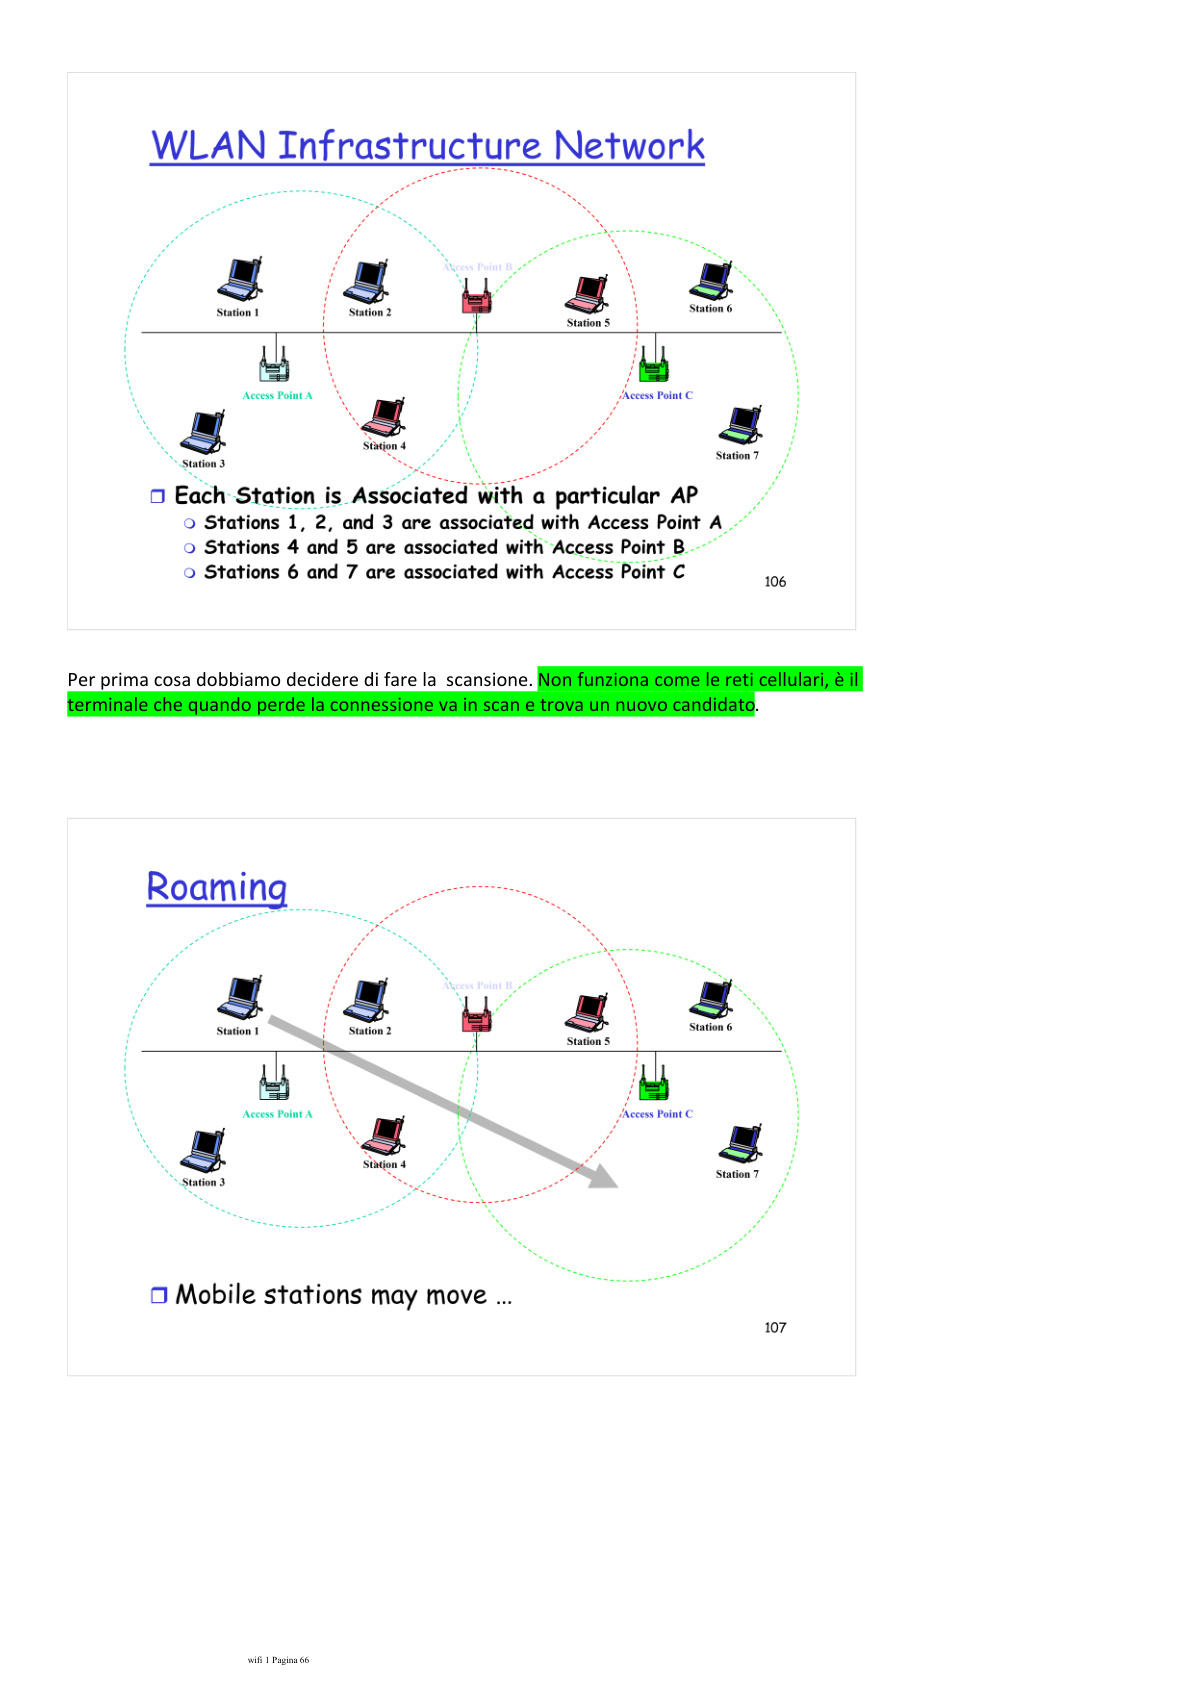 WLAN Infrastructure Network
Access Point B
Station 1
Station 2
Station 5
Station 6
Access Point A
Access Point C
Station 3
Station 4
Station 7
Each Station is Associated with a particular AP
Stations 1, 2, and 3 are associated with Access Point A
Stations 4 and 5 are associated with Access Point B
Stations 6 and 7 are associated with Access Point C
106
Per prima cosa dobbiamo decidere di fare la  scansione. Non funziona come le reti cellulari, è il
terminale che quando perde la connessione va in scan e trova un nuovo candidato.
Roaming
Access Point B
Station 1
Station 2
Station 5
Station 6
Access Point A
Access Point C
Station 3
Station 4
Station 7
Mobile stations may move ...
107
wifi 1 Pagina 66